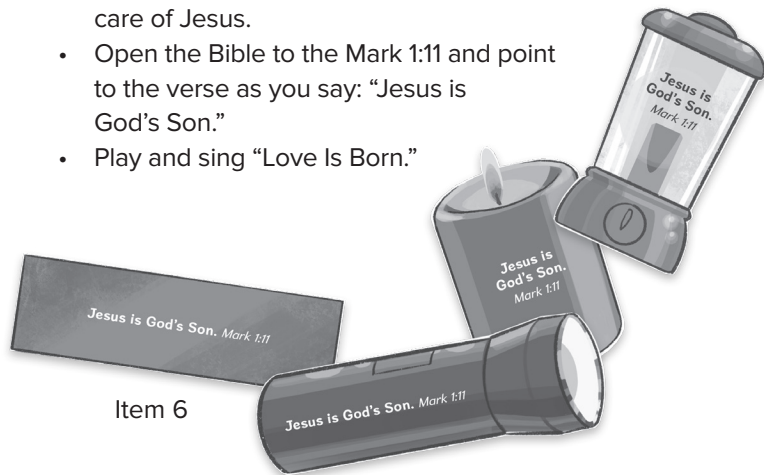 care of Jesus.
• Open the Bible to the Mark 1:11 and point
to the verse as you say: “Jesus is
God’s Son.”
• Play and sing “Love Is Born.”
Jesus is
God’s Son.
Mark 1:11
Jesus is
God’s Son.
Mark 1:11
Jesus is God’s Son. Mark 1:11
Jesus is God’s Son. Mark 1:11
Item 6